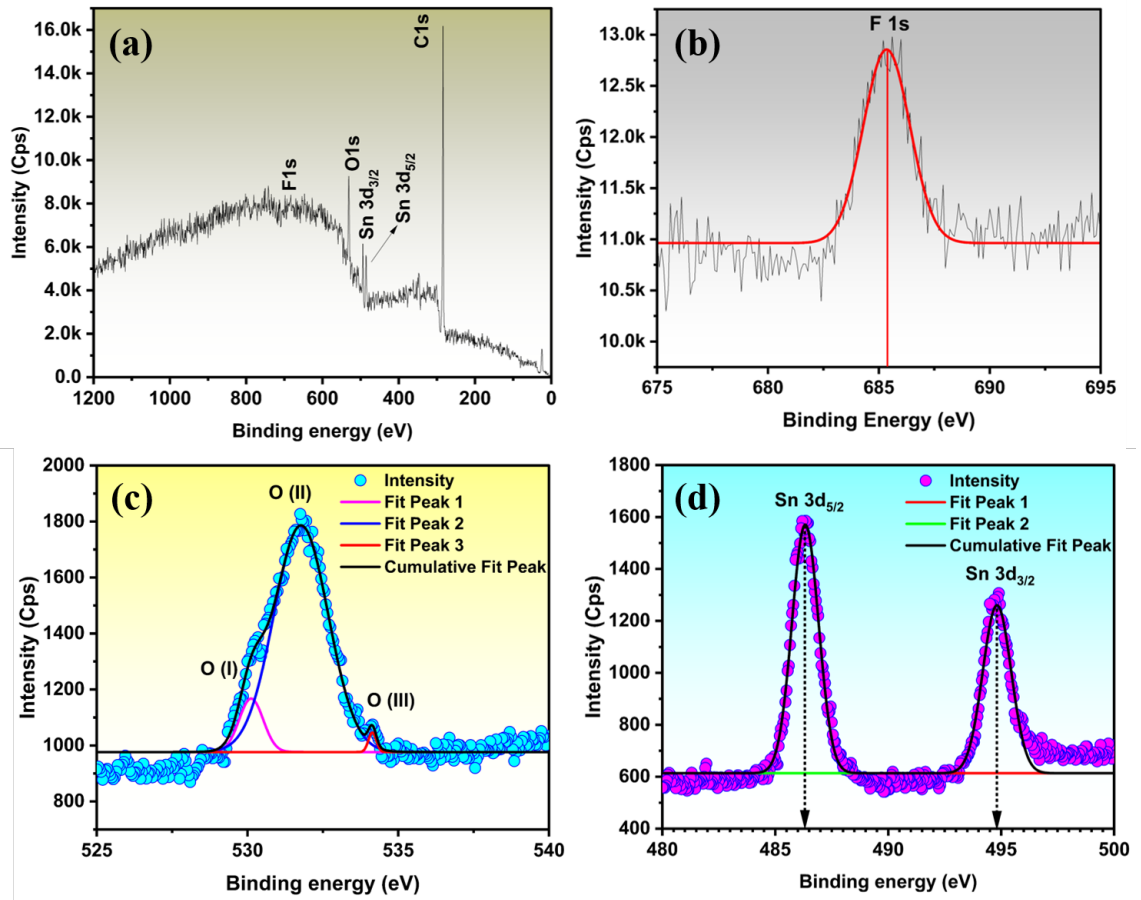 (a)
C1s
O1s
Sn 3d3/2
Sn 3d5/2
F1s
Intensity (Cps)
16.0k
14.0k
12.0k
10.0k
8.0k
6.0k
4.0k
2.0k
0.0
1200 1000 800 600 400 200 0
Binding energy (eV)
(b)
F 1s
Intensity (Cps)
13.0k
12.5k
12.0k
11.5k
11.0k
10.5k
10.0k
675 680 685 690 695
Binding Energy (eV)
(c)
O (II)
O (I)
O (III)
Intensity
Fit Peak 1
Fit Peak 2
Fit Peak 3
Cumulative Fit Peak
Intensity (Cps)
2000
1800
1600
1400
1200
1000
800
525 530 535 540
Binding energy (eV)
(d)
Sn 3d5/2
Sn 3d3/2
Intensity
Fit Peak 1
Fit Peak 2
Cumulative Fit Peak
Intensity (Cps)
1800
1600
1400
1200
1000
800
600
400
480 485 490 495 500
Binding energy (eV)